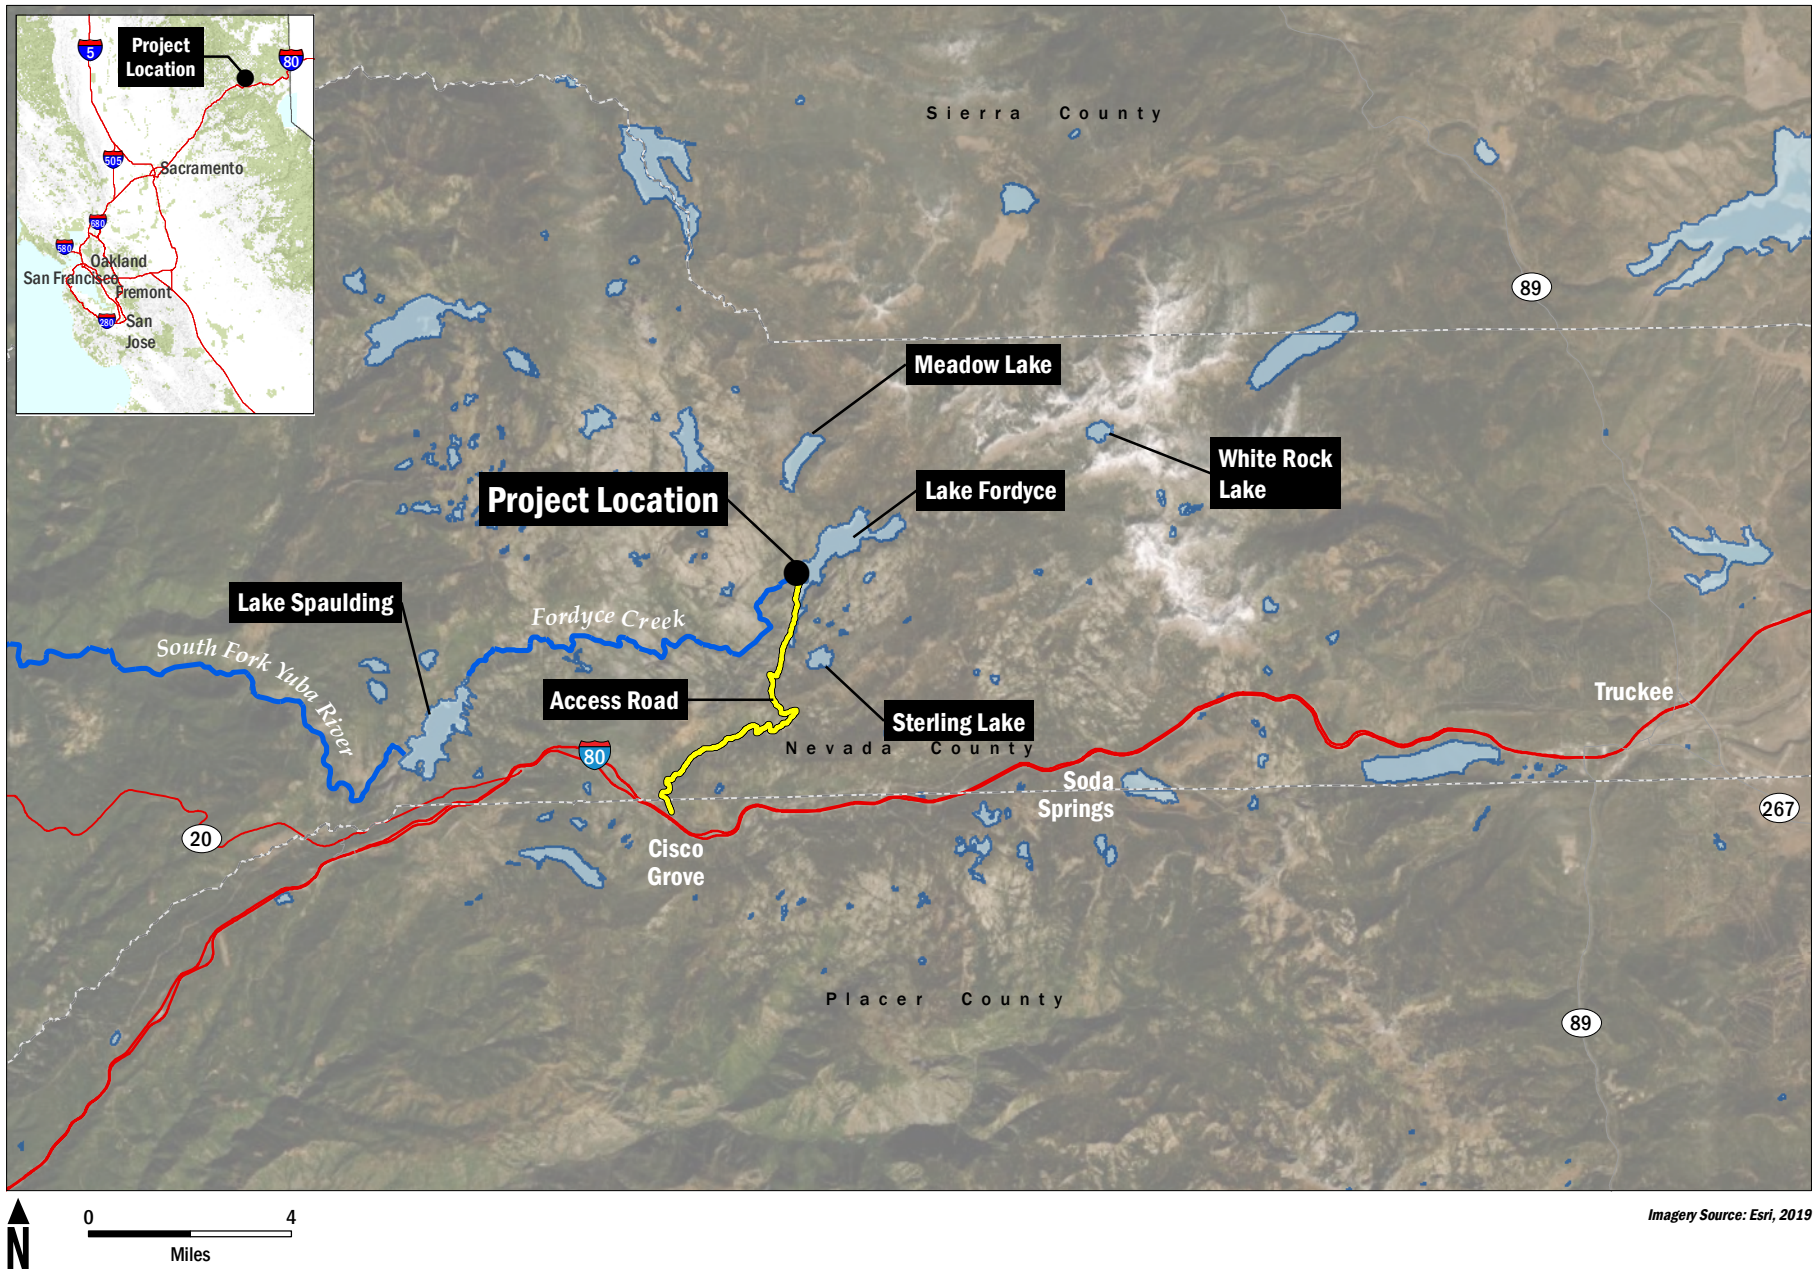 5
Project
Location
80
505
Sacramento
680
580
Oakland
San Francisco
Fremont
280
San
Jose
Sierra County
89
Meadow Lake
White Rock
Lake
Lake Fordyce
Project Location
Lake Spaulding
Fordyce Creek
South Fork Yuba River
Access Road
Sterling Lake
Truckee
Nevada County
80
Soda
Springs
267
20
Cisco
Grove
Placer County
89
N
0 4
Miles
Imagery Source: Esri, 2019